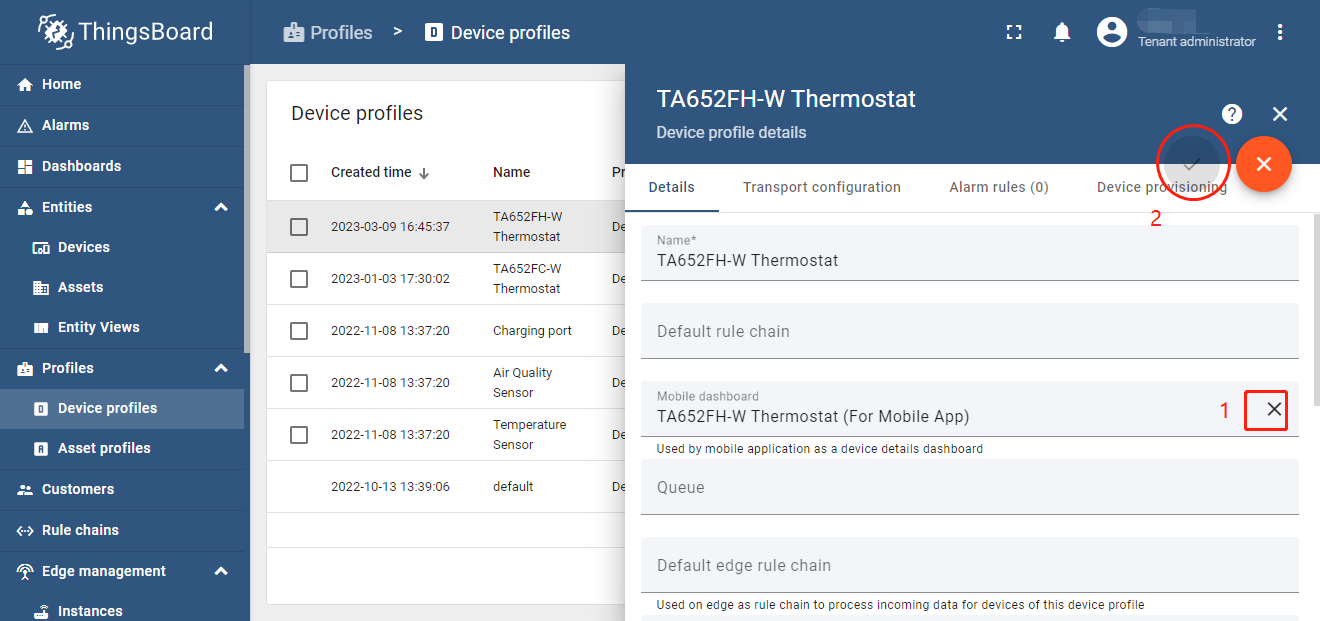 ThingsBoard
Profiles > Device profiles
Tenant administrator
Home
Alarms
Dashboards
Entities
Devices
Assets
Entity Views
Profiles
Device profiles
Asset profiles
Customers
Rule chains
Edge management
Instances
Device profiles
Created time Name Pr
2023-03-09 16:45:37 TA652FH-W Thermostat De
2023-01-03 17:30:02 TA652FC-W Thermostat De
2022-11-08 13:37:20 Charging port De
2022-11-08 13:37:20 Air Quality Sensor De
2022-11-08 13:37:20 Temperature Sensor De
2022-10-13 13:39:06 default De
TA652FH-W Thermostat
Device profile details
Details Transport configuration Alarm rules (0) Device provisioning
2
Name*
TA652FH-W Thermostat
Default rule chain
Mobile dashboard
TA652FH-W Thermostat (For Mobile App) 1
Used by mobile application as a device details dashboard
Queue
Default edge rule chain
Used on edge as rule chain to process incoming data for devices of this device profile